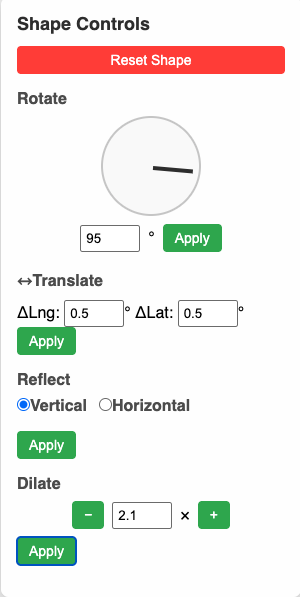 Shape Controls
Reset Shape
Rotate
95 ° Apply
↔Translate
ΔLng: 0.5 ° ΔLat: 0.5 °
Apply
Reflect
Vertical Horizontal
Apply
Dilate
− 2.1 × +
Apply